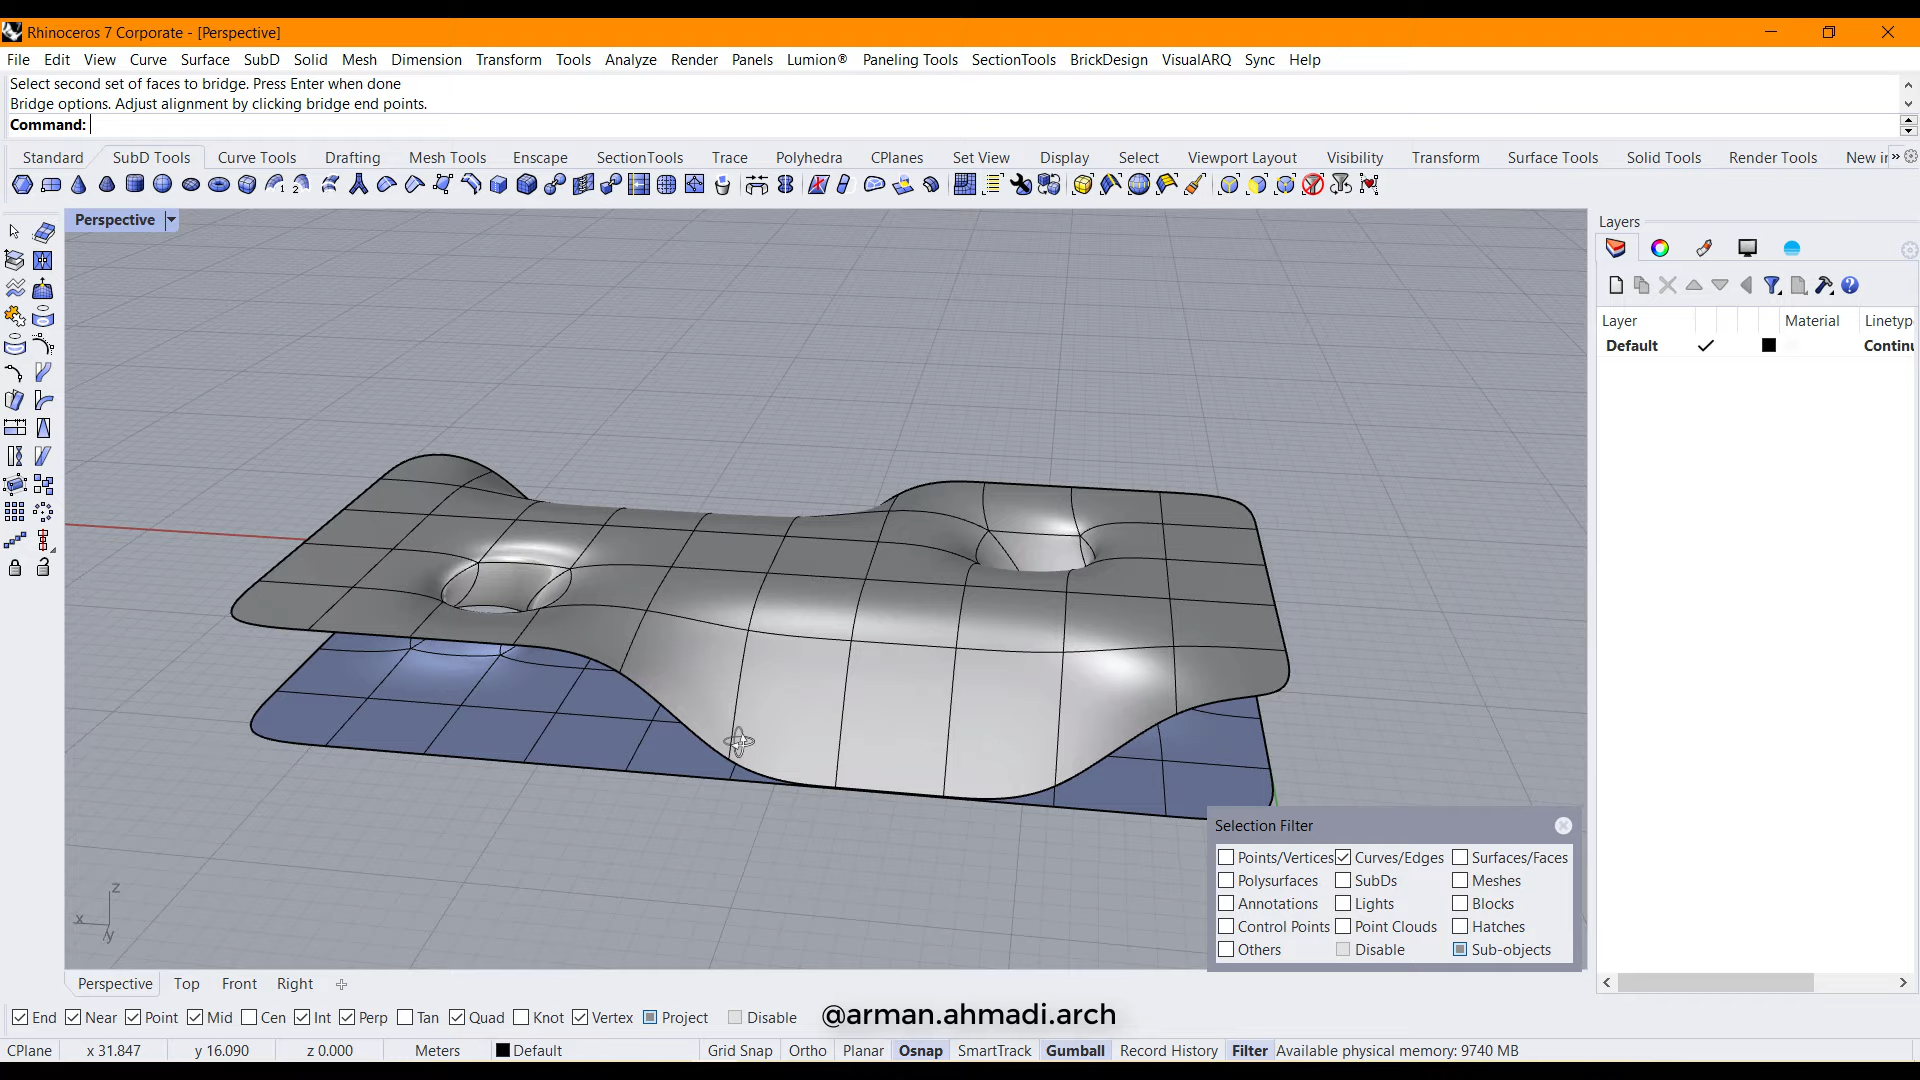 Rhinoceros 7 Corporate - [Perspective]
File Edit View Curve Surface SubD Solid Mesh Dimension Transform Tools Analyze Render Panels Lumion® Paneling Tools SectionTools BrickDesign VisualARQ Sync Help
Select second set of faces to bridge. Press Enter when done
Bridge options. Adjust alignment by clicking bridge end points.
Command:
Standard SubD Tools Curve Tools Drafting Mesh Tools Enscape SectionTools Trace Polyhedra CPlanes Set View Display Select Viewport Layout Visibility Transform Surface Tools Solid Tools Render Tools New in
Perspective
Layers
Layer Material Linetyp
Default Continu
Selection Filter
Points/Vertices Curves/Edges Surfaces/Faces
Polysurfaces SubDs Meshes
Annotations Lights Blocks
Control Points Point Clouds Hatches
Others Disable Sub-objects
z
x
y
Perspective Top Front Right
End Near Point Mid Cen Int Perp Tan Quad Knot Vertex Project Disable
@arman.ahmadi.arch
CPlane x 31.847 y 16.090 z 0.000 Meters Default Grid Snap Ortho Planar Osnap SmartTrack Gumball Record History Filter Available physical memory: 9740 MB